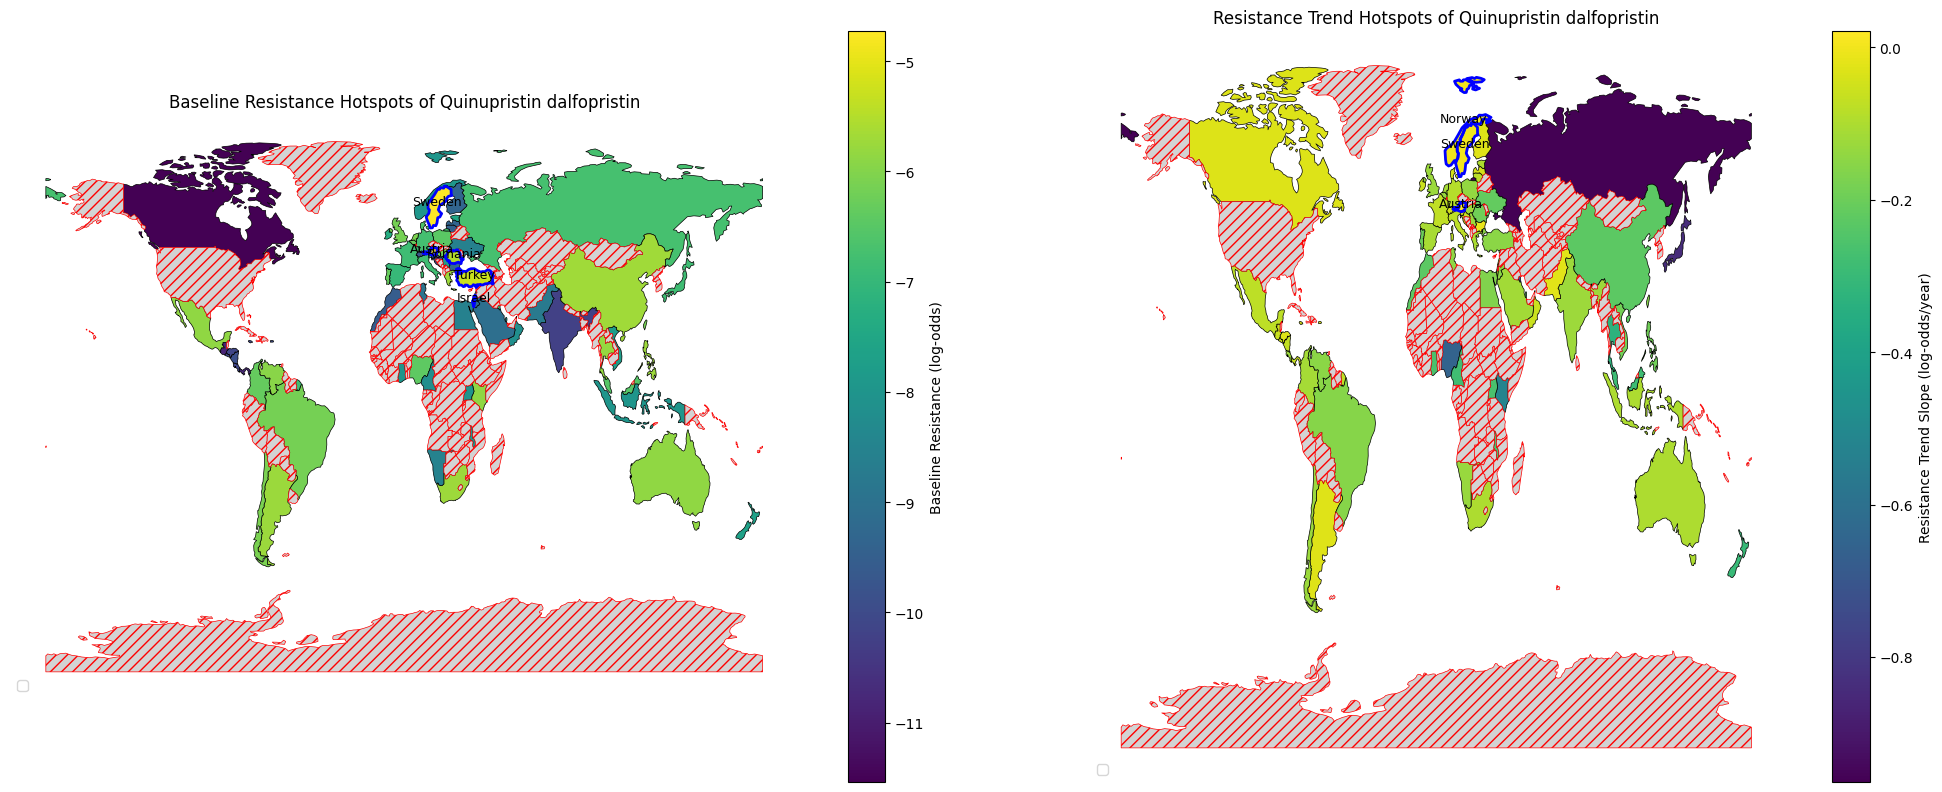 Resistance Trend Hotspots of Quinupristin dalfopristin
Baseline Resistance Hotspots of Quinupristin dalfopristin
Sweden
Austria
Romania
Turkey
Israel
−5
−6
−7
−8
−9
−10
−11
Baseline Resistance (log-odds)
Norway
Sweden
Austria
0.0
−0.2
−0.4
−0.6
−0.8
Resistance Trend Slope (log-odds/year)